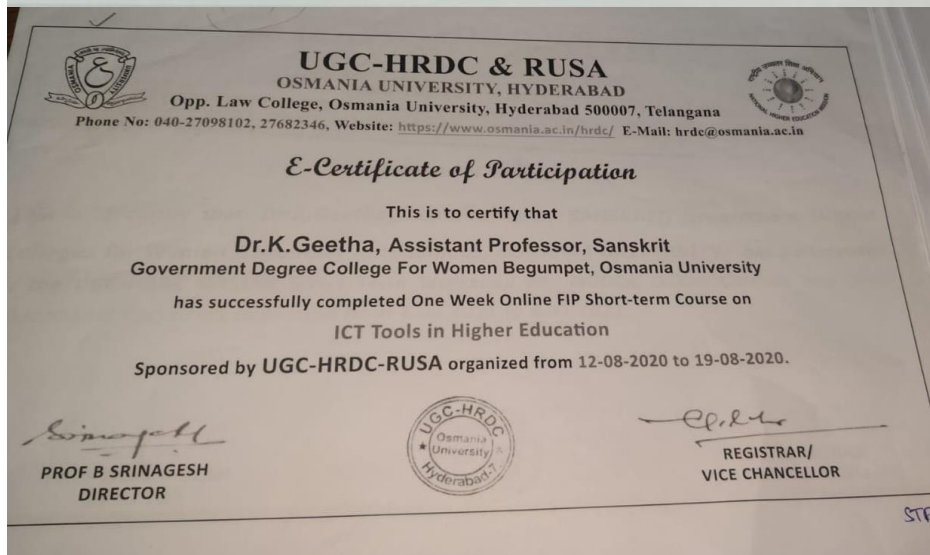 UGC-HRDC & RUSA
OSMANIA UNIVERSITY, HYDERABAD
Opp. Law College, Osmania University, Hyderabad 500007, Telangana
Phone No: 040-27098102, 27682346, Website: https://www.osmania.ac.in/hrdc/ E-Mail: hrdc@osmania.ac.in
E-Certificate of Participation
This is to certify that
Dr.K.Geetha, Assistant Professor, Sanskrit
Government Degree College For Women Begumpet, Osmania University
has successfully completed One Week Online FIP Short-term Course on
ICT Tools in Higher Education
Sponsored by UGC-HRDC-RUSA organized from 12-08-2020 to 19-08-2020.
UGC-HRDC
Osmania
University
Hyderabad-7
PROF B SRINAGESH
DIRECTOR
REGISTRAR/
VICE CHANCELLOR